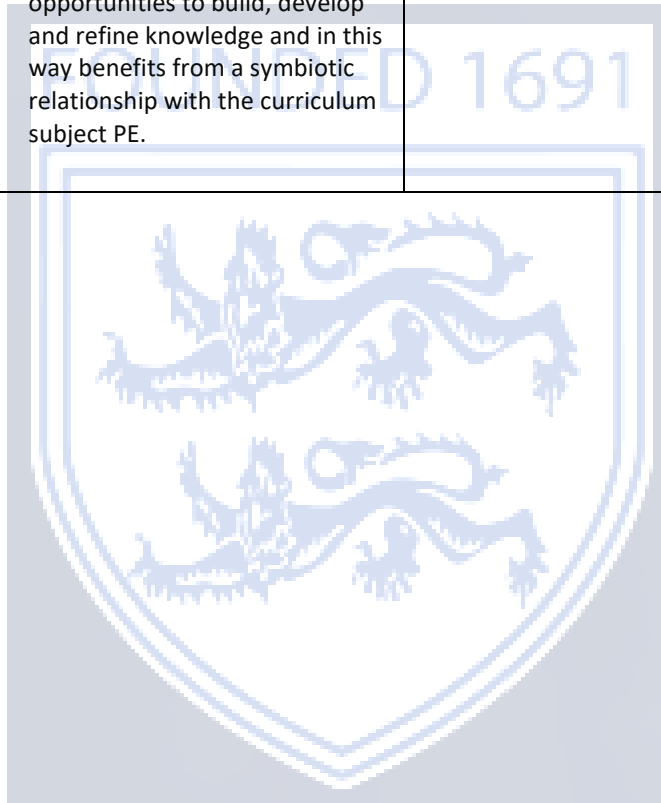 opportunities to build, develop
and refine knowledge and in this
way benefits from a symbiotic
relationship with the curriculum
subject PE.
FOUNDED 1691